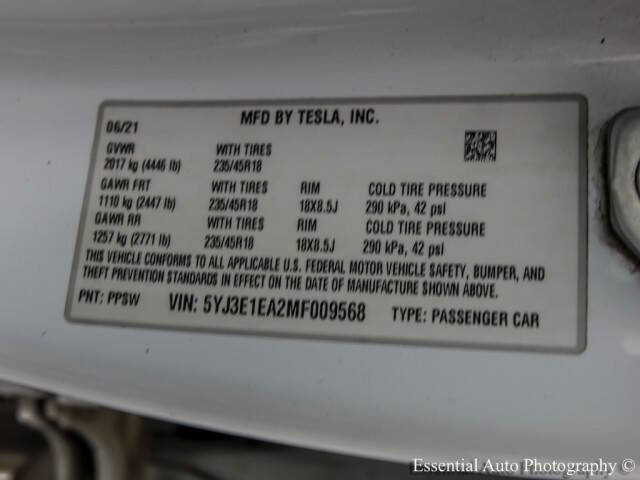 06/21 MFD BY TESLA, INC.
GVWR WITH TIRES
2017 kg (4446 lb) 235/45R18
GAWR FRT WITH TIRES RIM COLD TIRE PRESSURE
1110 kg (2447 lb) 235/45R18 18X8.5J 290 kPa, 42 psi
GAWR RR WITH TIRES RIM COLD TIRE PRESSURE
1257 kg (2771 lb) 235/45R18 18X8.5J 290 kPa, 42 psi
THIS VEHICLE CONFORMS TO ALL APPLICABLE U.S. FEDERAL MOTOR VEHICLE SAFETY, BUMPER, AND
THEFT PREVENTION STANDARDS IN EFFECT ON THE DATE OF MANUFACTURE SHOWN ABOVE.
PNT: PPSW VIN: 5YJ3E1EA2MF009568 TYPE: PASSENGER CAR
Essential Auto Photography ©